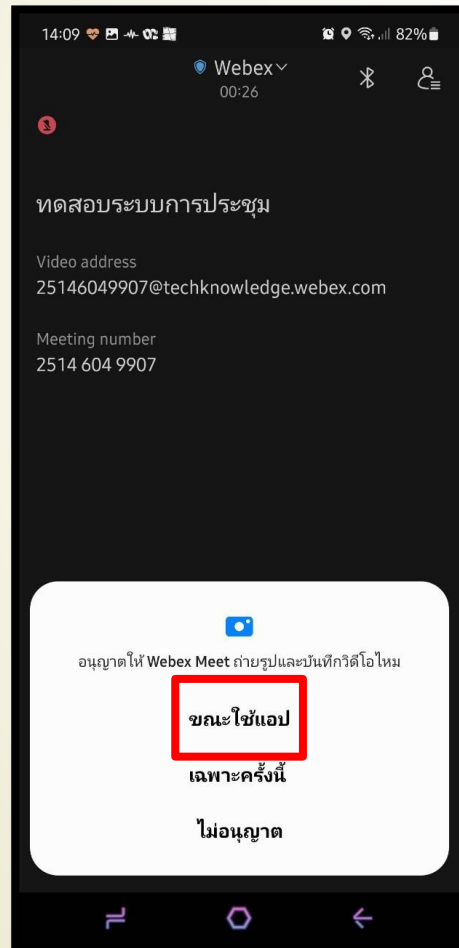 14:09 82%
Webex
00:26
ทดสอบระบบการประชุม
Video address
25146049907@techknowledge.webex.com
Meeting number
2514 604 9907
อนุญาตให้ Webex Meet ถ่ายรูปและบันทึกวิดีโอไหม
ขณะใช้แอป
เฉพาะครั้งนี้
ไม่อนุญาต